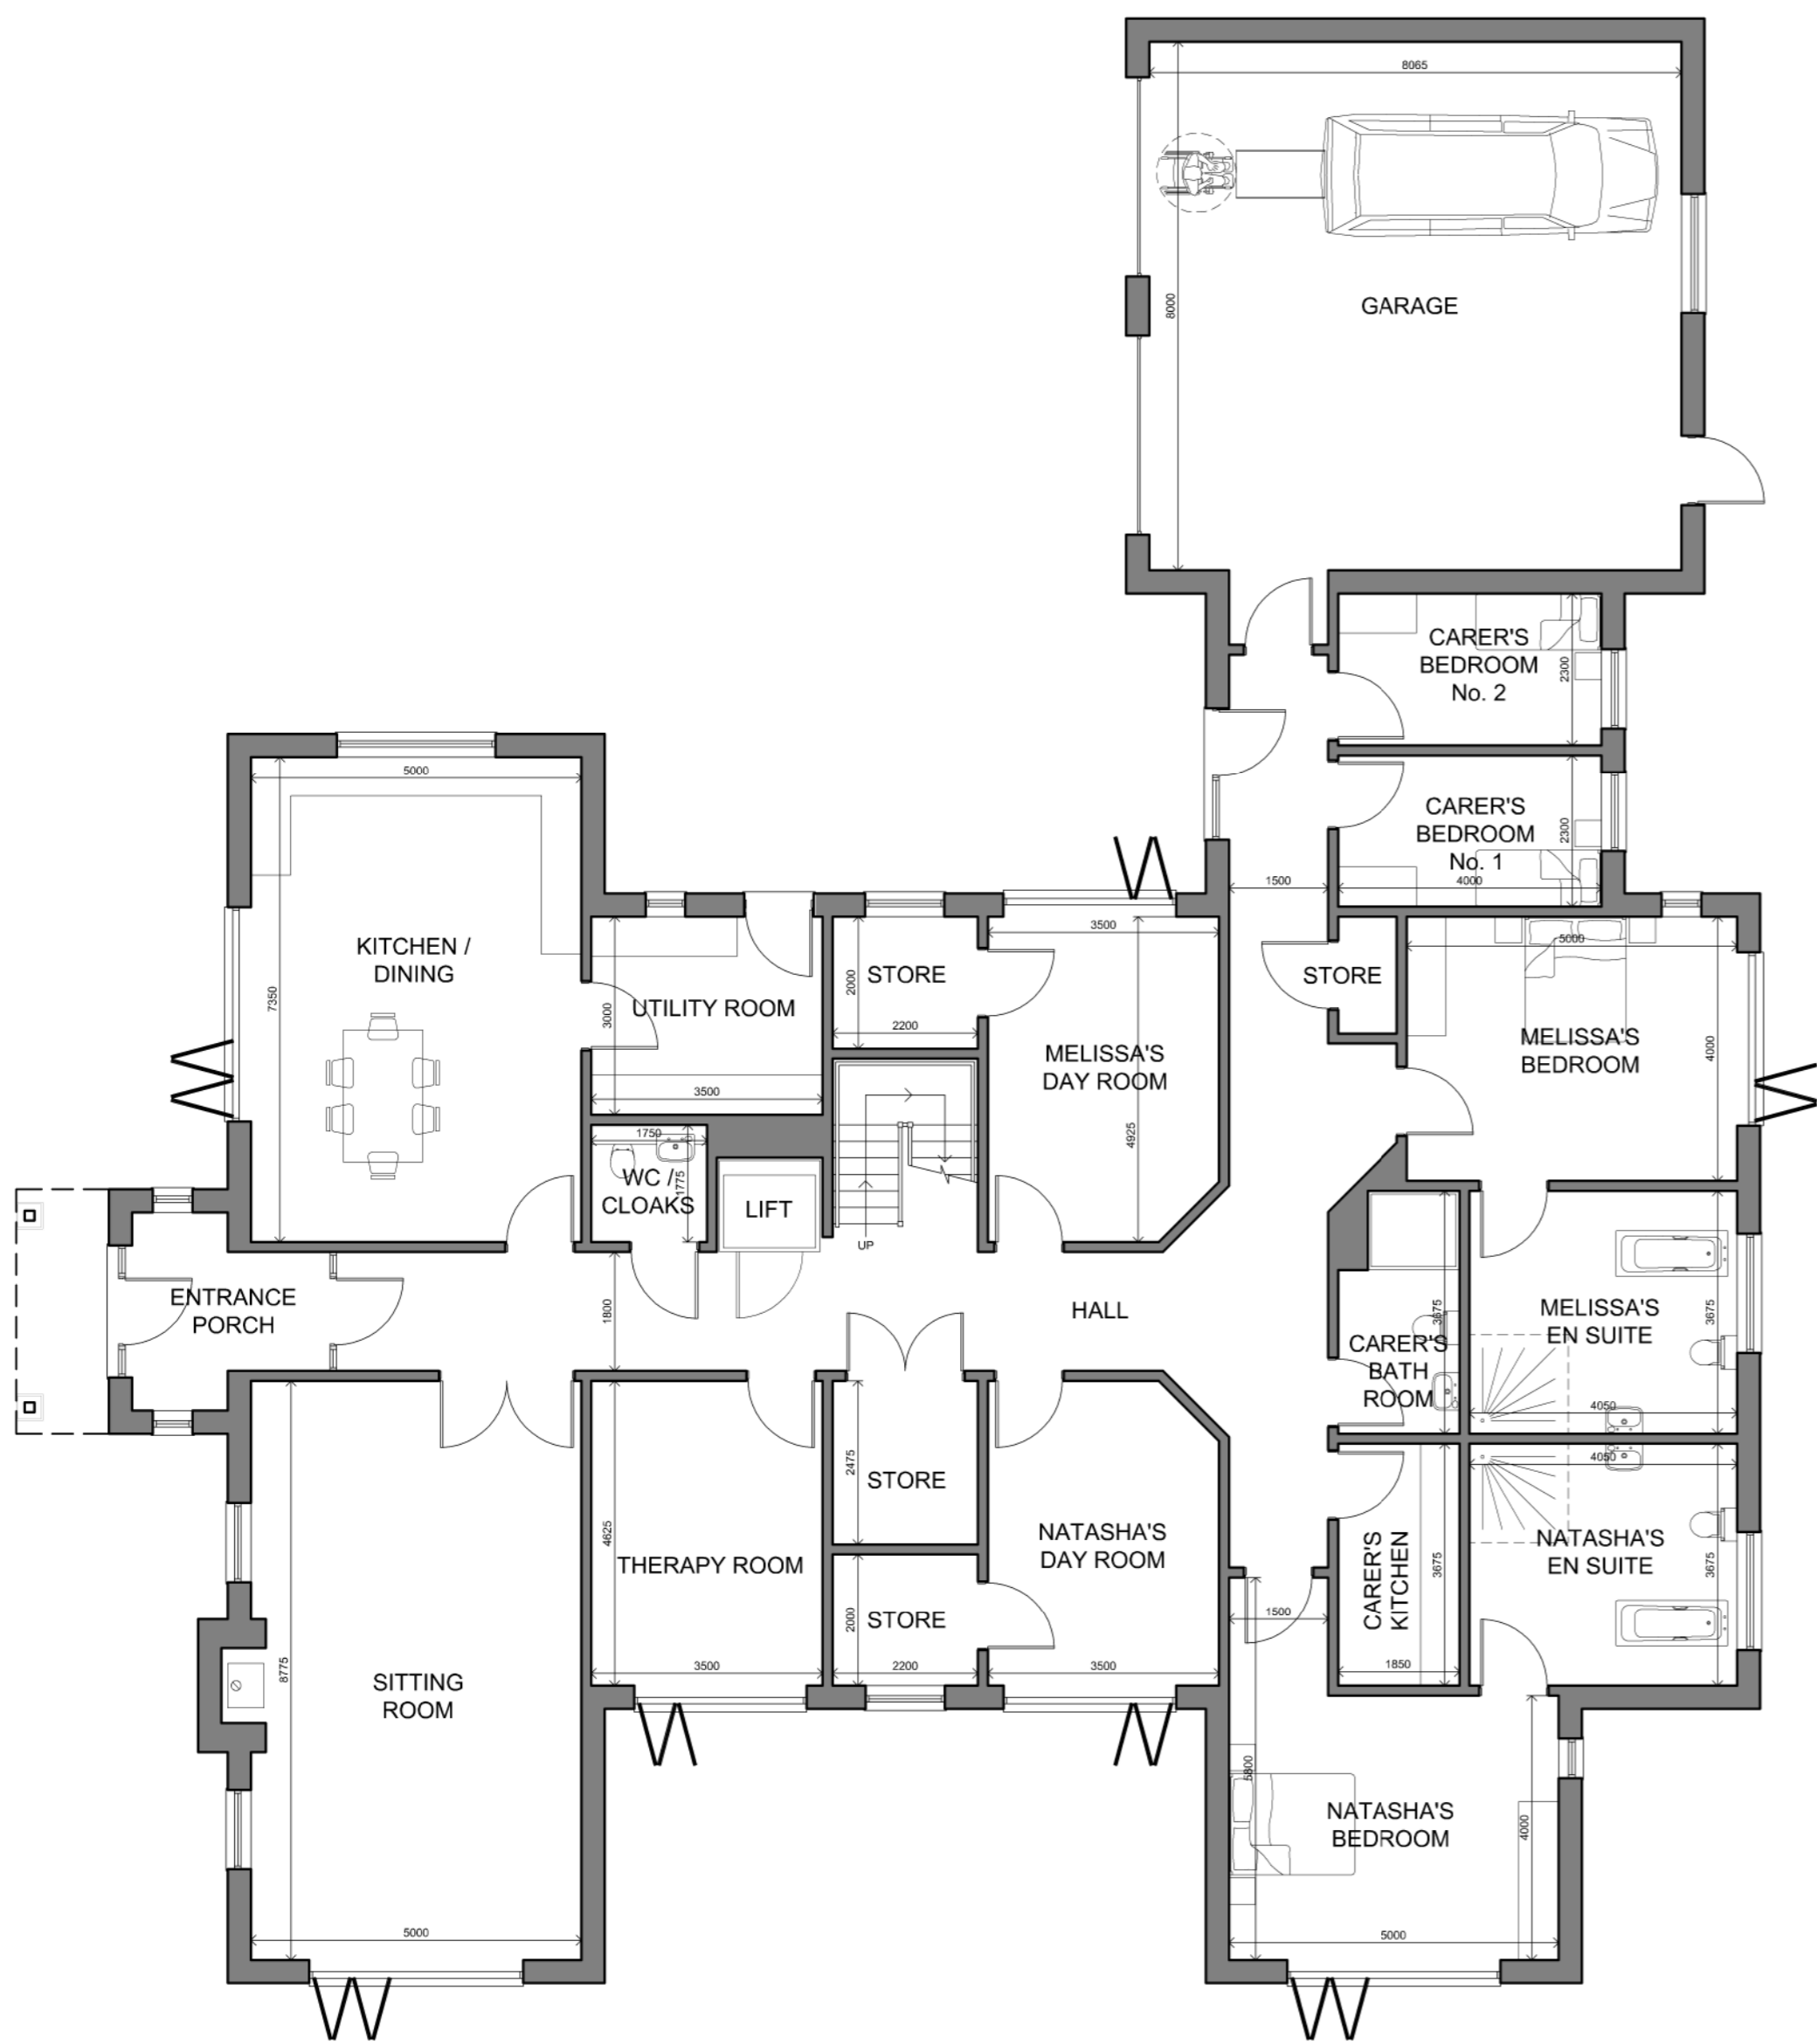 8065
8000
GARAGE
CARER'S
BEDROOM
No. 2
2300
CARER'S
BEDROOM
No. 1
2300
4000
1500
5000
7350
KITCHEN /
DINING
3000
UTILITY ROOM
3500
2000
STORE
2200
3500
MELISSA'S
DAY ROOM
4925
STORE
5000
MELISSA'S
BEDROOM
4000
1750
WC /
CLOAKS
1775
LIFT
UP
ENTRANCE
PORCH
1800
HALL
3675
CARER'S
BATH
ROOM
MELISSA'S
EN SUITE
3675
4050
8775
SITTING
ROOM
5000
4625
THERAPY ROOM
3500
2475
STORE
2000
STORE
2200
NATASHA'S
DAY ROOM
3500
1500
CARER'S
KITCHEN
3675
1850
4050
NATASHA'S
EN SUITE
3675
5800
NATASHA'S
BEDROOM
4000
5000